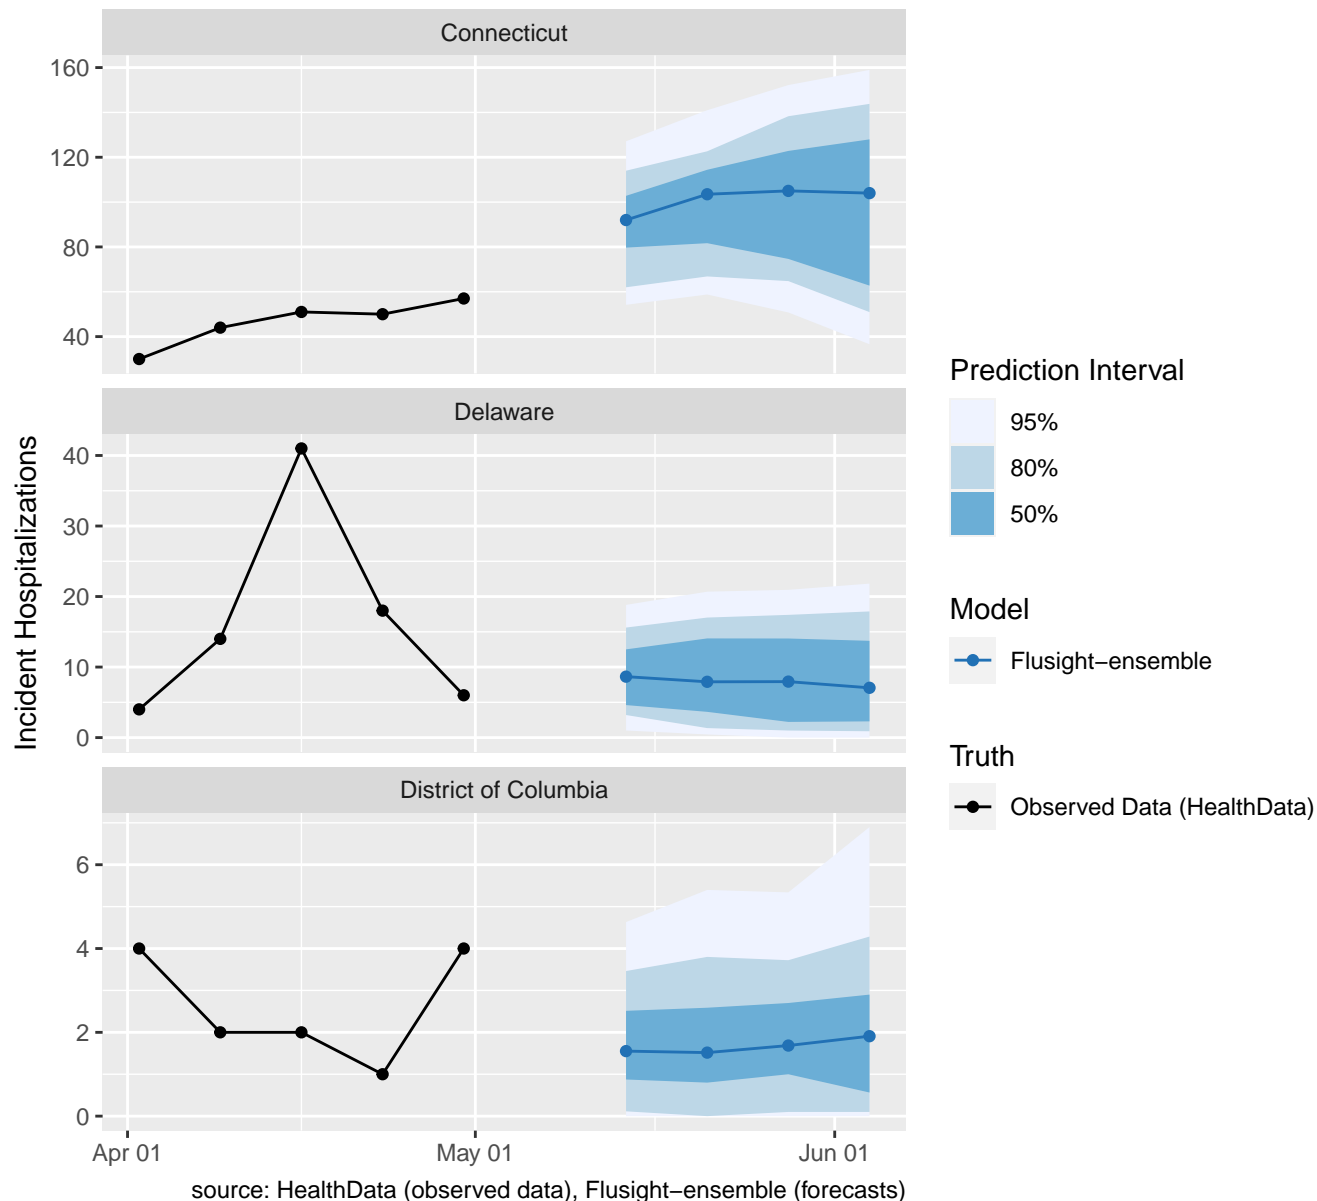 Connecticut
160
120
80
40
Delaware
40
30
20
10
0
District of Columbia
6
4
2
0
Apr 01
May 01
Jun 01
Incident Hospitalizations
source: HealthData (observed data), Flusight−ensemble (forecasts)
Prediction Interval
95%
80%
50%
Model
Flusight−ensemble
Truth
Observed Data (HealthData)